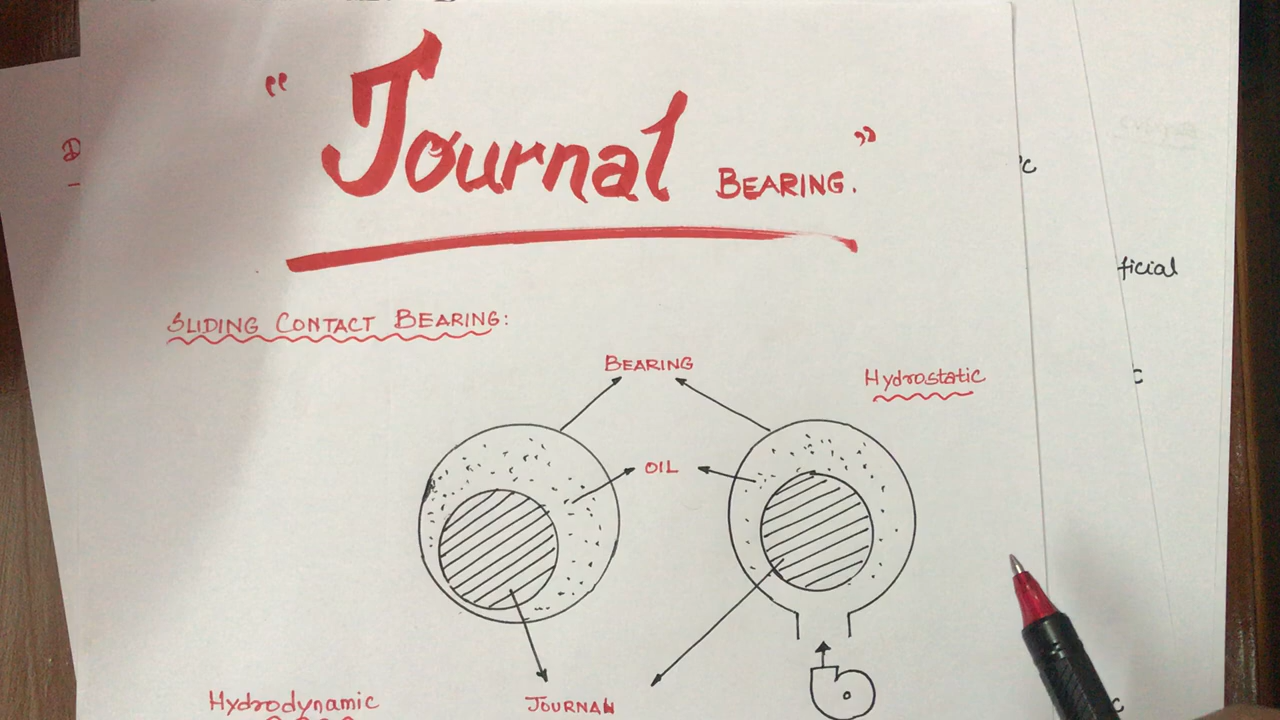 "Journal BEARING."
SLIDING CONTACT BEARING:
BEARING
Hydrostatic
OIL
Hydrodynamic
JOURNAL
ficial